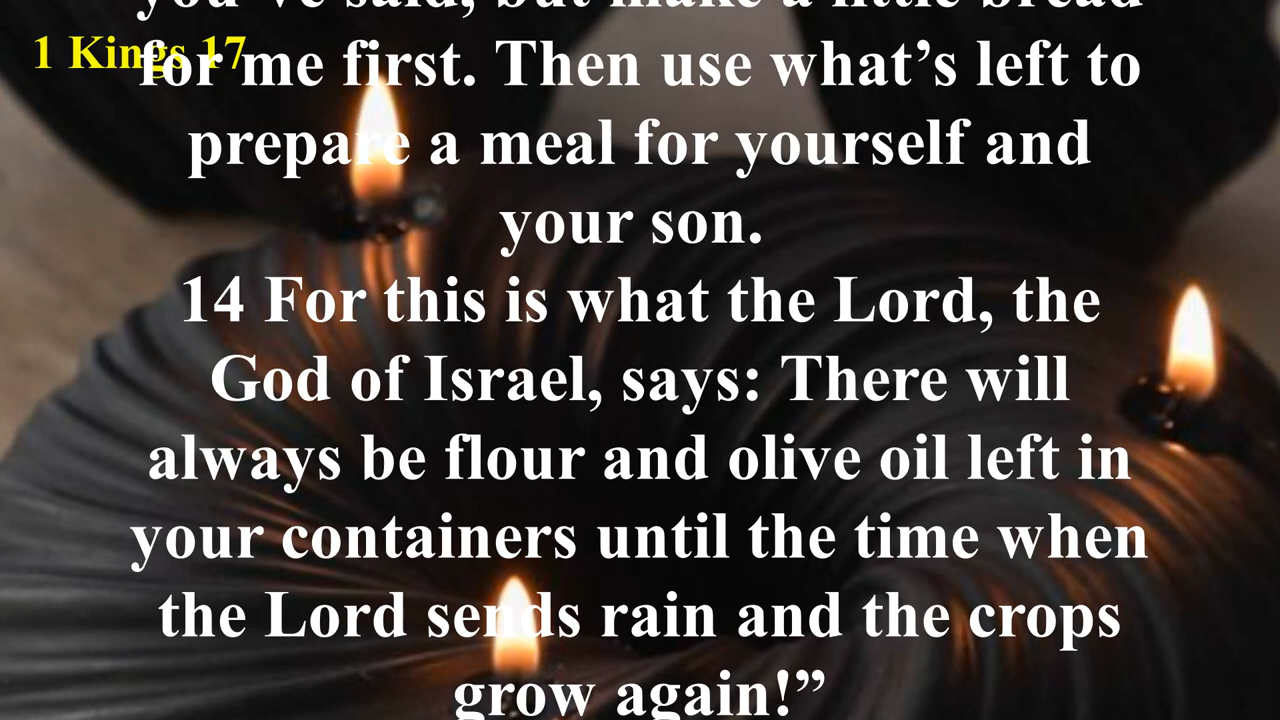 you’ve said, but make a little bread
1 Kings 17
for me first. Then use what’s left to
prepare a meal for yourself and
your son.
14 For this is what the Lord, the
God of Israel, says: There will
always be flour and olive oil left in
your containers until the time when
the Lord sends rain and the crops
grow again!”